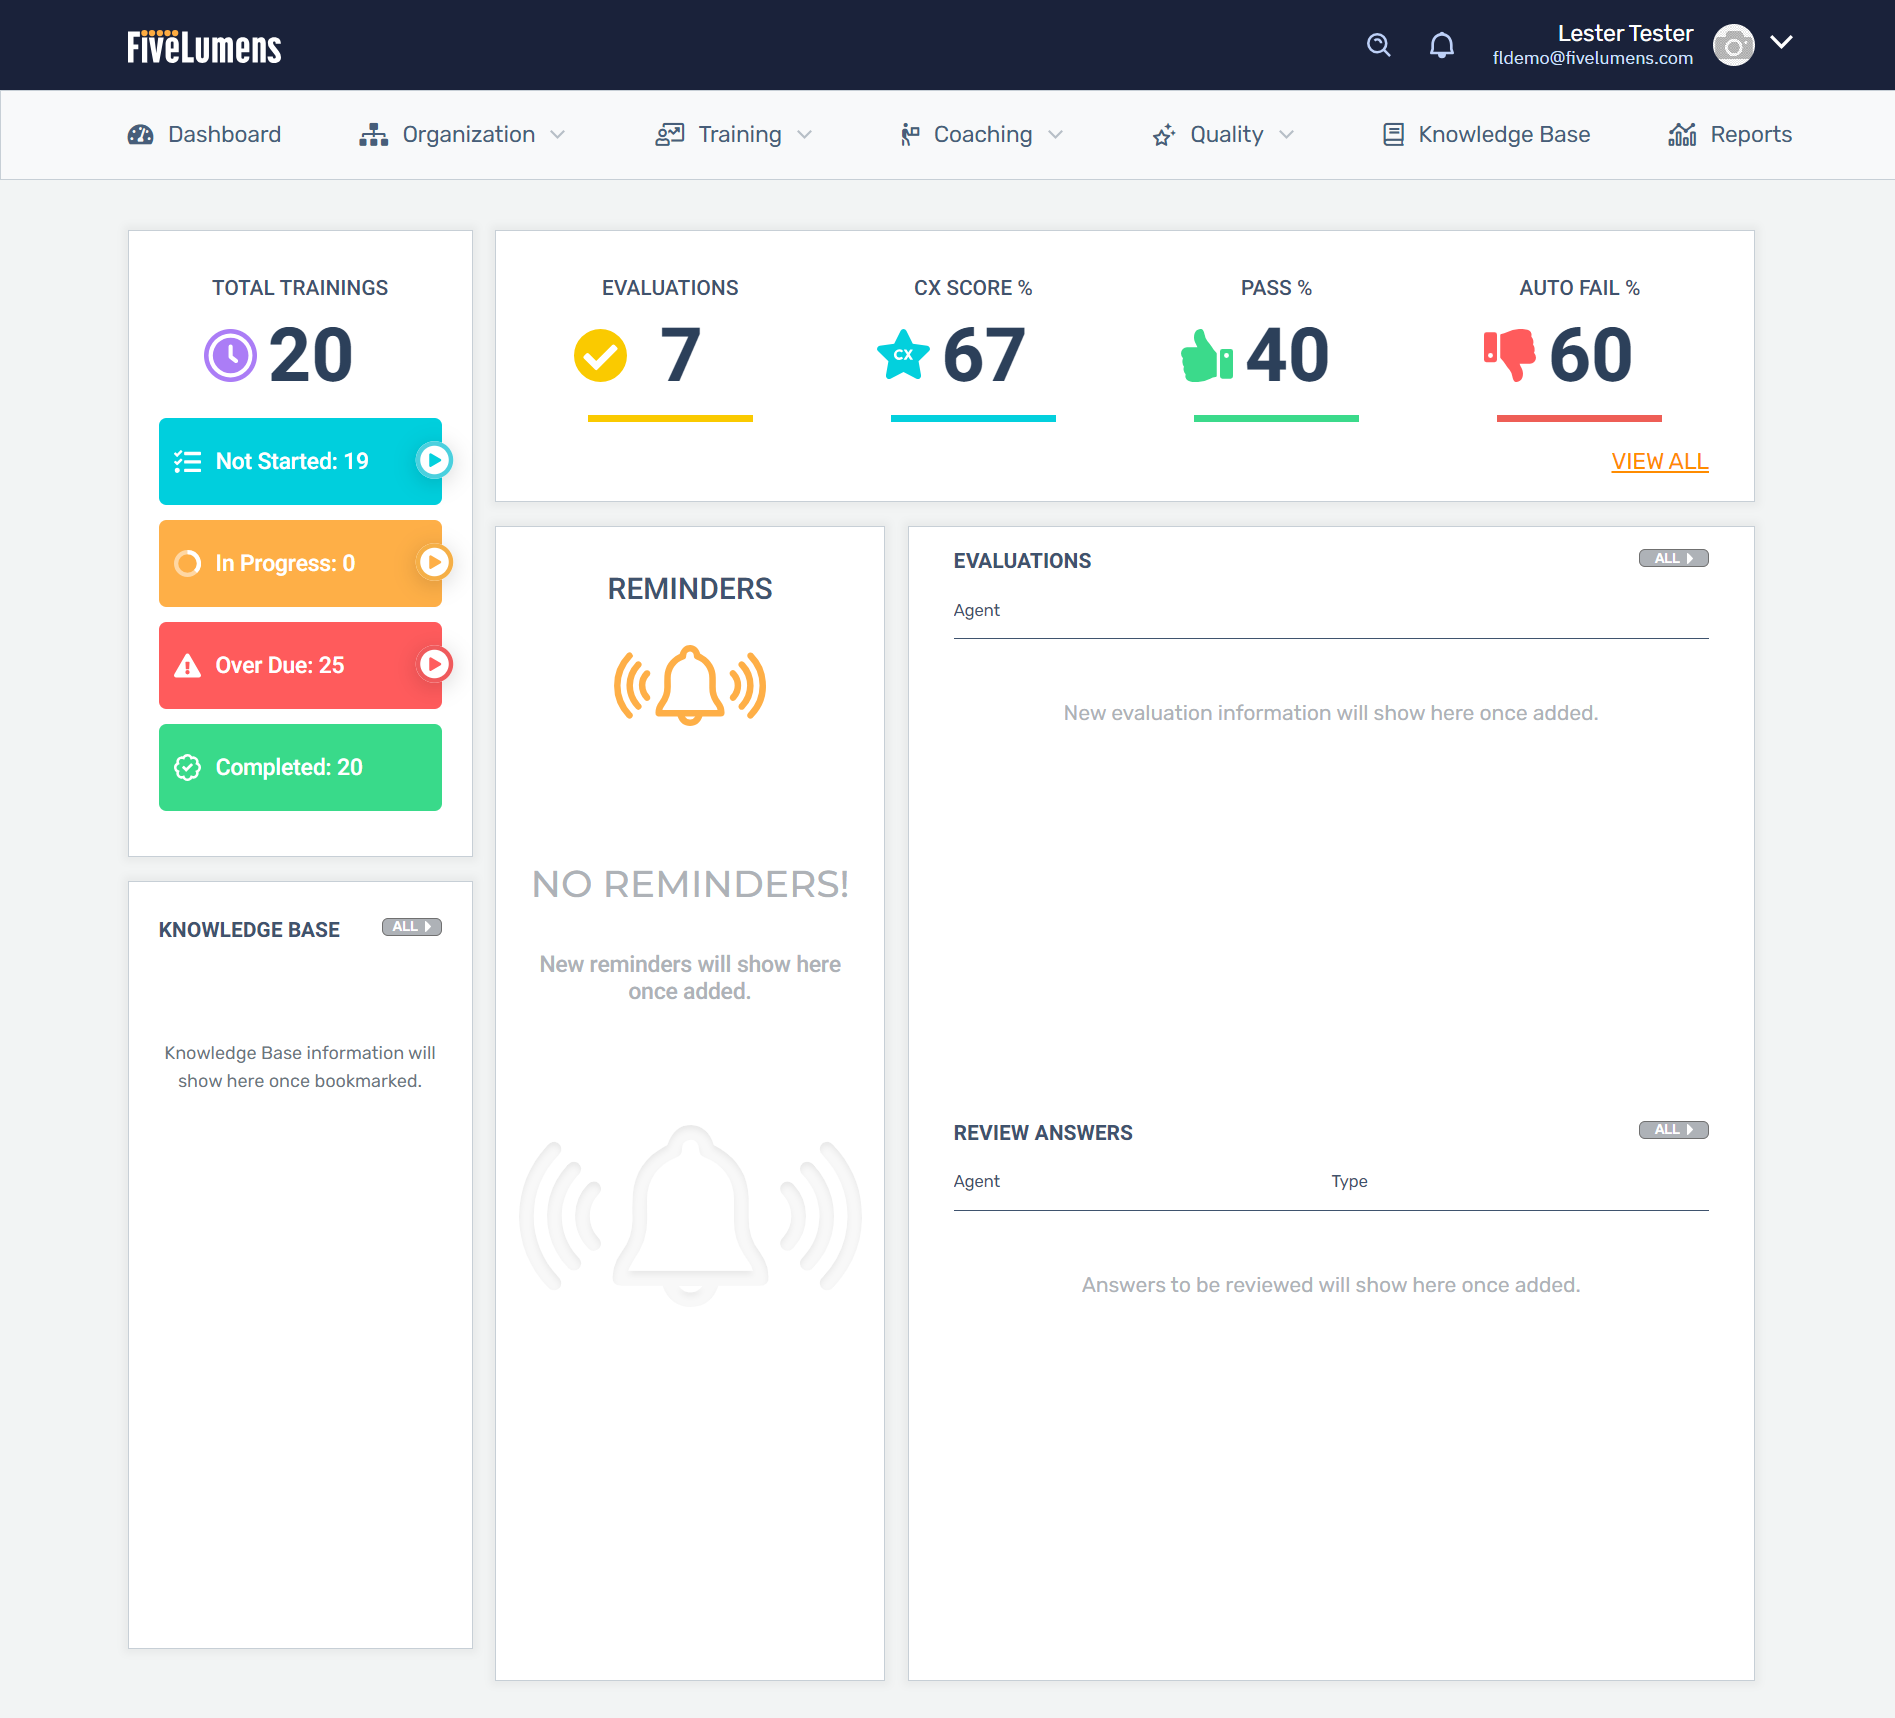 FiveLumens
Lester Tester
fldemo@fivelumens.com
Dashboard
Organization
Training
Coaching
Quality
Knowledge Base
Reports
TOTAL TRAININGS
20
Not Started: 19
In Progress: 0
Over Due: 25
Completed: 20
EVALUATIONS
7
CX SCORE %
CX
67
PASS %
40
AUTO FAIL %
60
VIEW ALL
KNOWLEDGE BASE
ALL
Knowledge Base information will
show here once bookmarked.
REMINDERS
NO REMINDERS!
New reminders will show here
once added.
EVALUATIONS
ALL
Agent
New evaluation information will show here once added.
REVIEW ANSWERS
ALL
Agent
Type
Answers to be reviewed will show here once added.